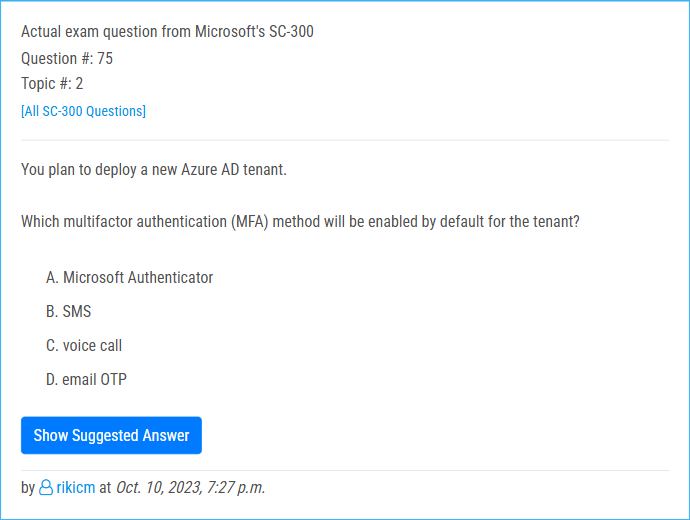 Actual exam question from Microsoft's SC-300
Question #: 75
Topic #: 2
[All SC-300 Questions]
You plan to deploy a new Azure AD tenant.
Which multifactor authentication (MFA) method will be enabled by default for the tenant?
A. Microsoft Authenticator
B. SMS
C. voice call
D. email OTP
Show Suggested Answer
by rikicm at Oct. 10, 2023, 7:27 p.m.